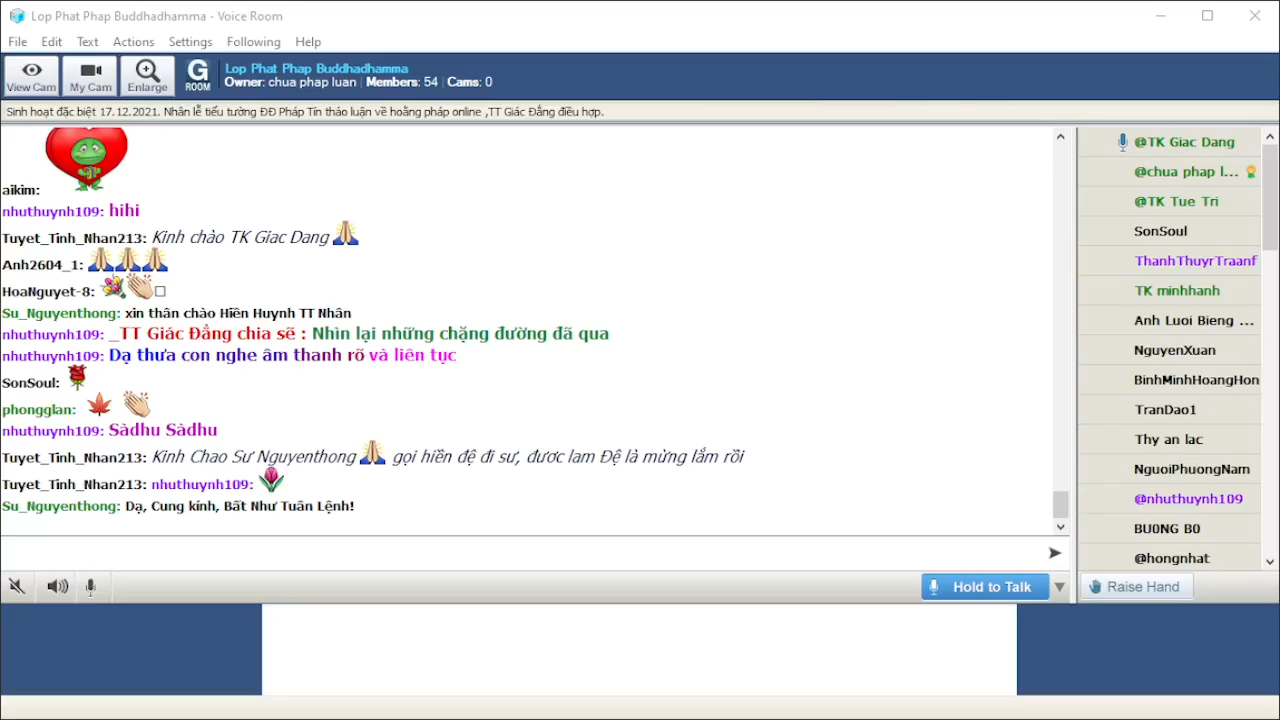 Lop Phat Phap Buddhadhamma - Voice Room
File Edit Text Actions Settings Following Help
View Cam My Cam Enlarge G ROOM
Lop Phat Phap Buddhadhamma
Owner: chua phap luan | Members: 54 | Cams: 0
Sinh hoạt đặc biệt 17.12.2021. Nhân lễ tiểu tường ĐĐ Pháp Tín thảo luận về hoằng pháp online ,TT Giác Đẳng điều hợp.
aikim:
nhuthuynh109: hihi
Tuyet_Tinh_Nhan213: Kinh chào TK Giac Dang
Anh2604_1:
HoaNguyet-8:
Su_Nguyenthong: xin thân chào Hiền Huynh TT Nhân
nhuthuynh109: _TT Giác Đẳng chia sẽ : Nhìn lại những chặng đường đã qua
nhuthuynh109: Dạ thưa con nghe âm thanh rõ và liên tục
SonSoul:
phongglan:
nhuthuynh109: Sàdhu Sàdhu
Tuyet_Tinh_Nhan213: Kinh Chao Sư Nguyenthong gọi hiền đệ đi sư, đươc lam Đệ là mừng lắm rồi
Tuyet_Tinh_Nhan213: nhuthuynh109:
Su_Nguyenthong: Dạ, Cung kính, Bất Như Tuân Lệnh!
Hold to Talk
@TK Giac Dang
@chua phap l...
@TK Tue Tri
SonSoul
ThanhThuyrTraanf
TK minhhanh
Anh Luoi Bieng ...
NguyenXuan
BinhMinhHoangHon
TranDao1
Thy an lac
NguoiPhuongNam
@nhuthuynh109
BU0NG B0
@hongnhat
Raise Hand